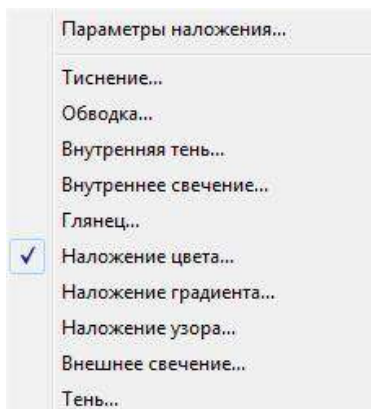 Параметры наложения...
Тиснение...
Обводка...
Внутренняя тень...
Внутреннее свечение...
Глянец...
Наложение цвета...
Наложение градиента...
Наложение узора...
Внешнее свечение...
Тень...